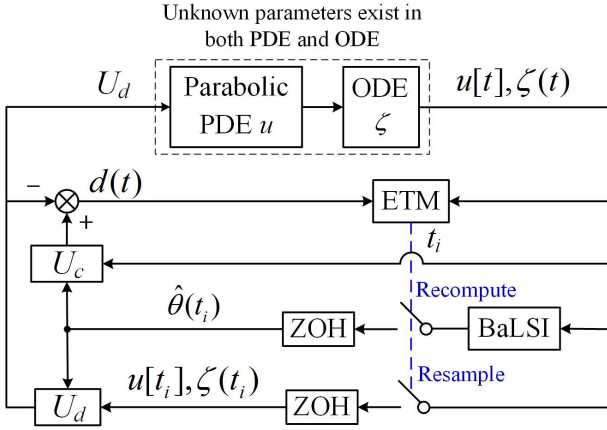 Unknown parameters exist in
both PDE and ODE
U_d
Parabolic
PDE u
ODE
ζ
u[t], ζ(t)
−
d(t)
+
ETM
t_i
U_c
Recompute
θ̂(t_i)
ZOH
BaLSI
Resample
u[t_i], ζ(t_i)
U_d
ZOH